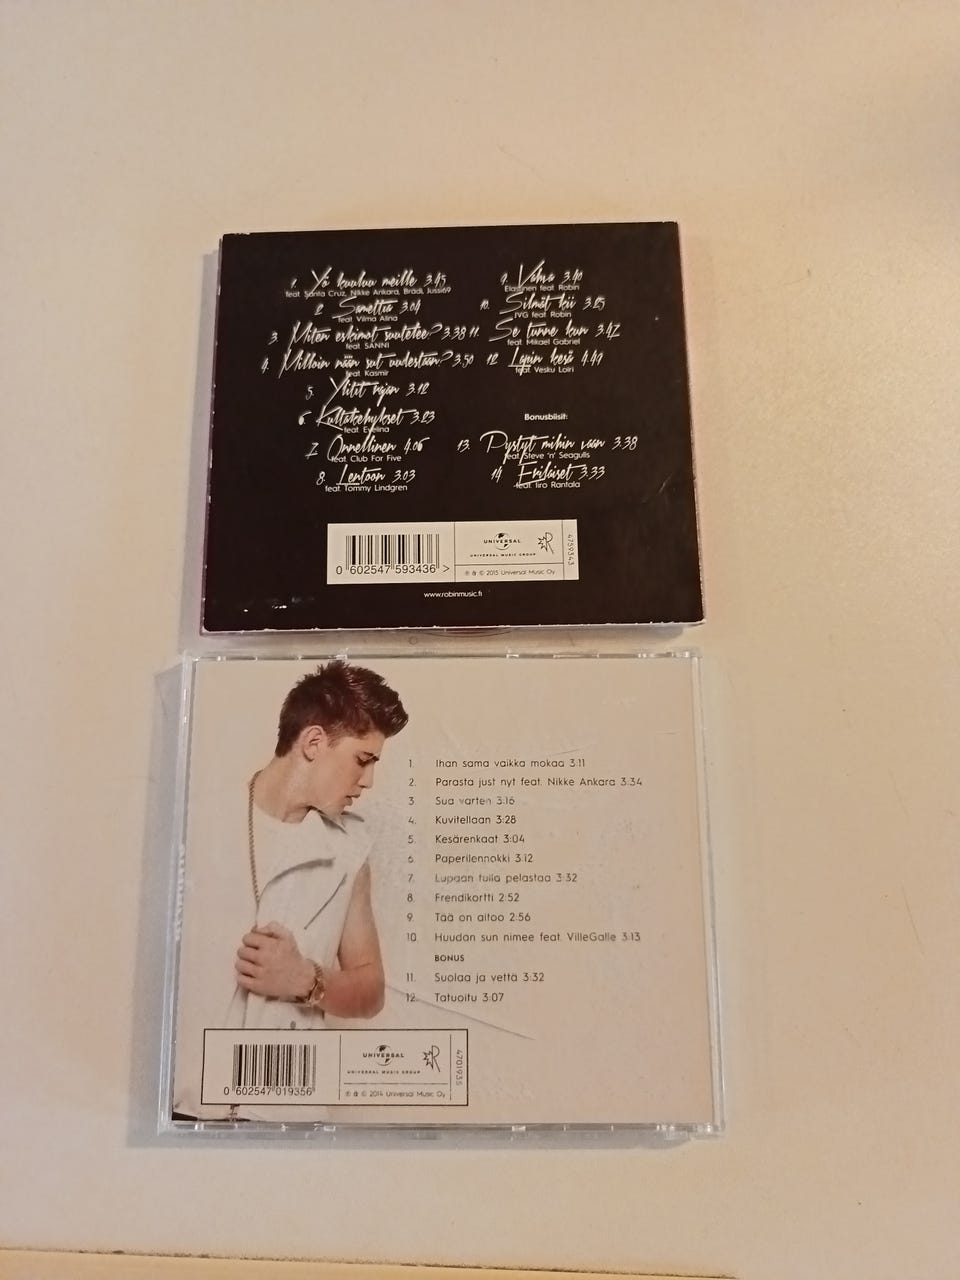 1. Yö kuuluu meille 3.45
feat. Santa Cruz, Nikke Ankara, Brädi, Jussi69
2. Samettia 3.04
feat. Vilma Alina
3. Miten eskimot suutelee? 3.38
feat. SANNI
4. Milloin nään sut uudestaan? 3.50
feat. Kasmir
5. Ylitit rajan 3.12
6. Kultakehykset 3.23
feat. Evelina
7. Onnellinen 4.06
feat. Club For Five
8. Lentoon 3.03
feat. Tommy Lindgren
9. Vahva 3.40
Elastinen feat. Robin
10. Silmät kii 3.25
JVG feat. Robin
11. Se tunne kun 3.47
feat. Mikael Gabriel
12. Lapin kesä 4.49
feat. Vesku Loiri
Bonusbiisit:
13. Pystyt mihin vaan 3.38
feat. Steve 'n' Seagulls
14. Erilaiset 3.33
feat. Iiro Rantala
0 602547 593436 >
UNIVERSAL
UNIVERSAL MUSIC GROUP
R
℗ & © 2015 Universal Music Oy
4759343
www.robinmusic.fi
1. Ihan sama vaikka mokaa 3:11
2. Parasta just nyt feat. Nikke Ankara 3:34
3. Sua varten 3:16
4. Kuvitellaan 3:28
5. Kesärenkaat 3:04
6. Paperilennokki 3:12
7. Lupaan tulla pelastaa 3:32
8. Frendikortti 2:52
9. Tää on aitoo 2:56
10. Huudan sun nimee feat. VilleGalle 3:13
BONUS
11. Suolaa ja vettä 3:32
12. Tatuoitu 3:07
0 602547 019356
UNIVERSAL
UNIVERSAL MUSIC GROUP
R
℗ & © 2014 Universal Music Oy
4701935